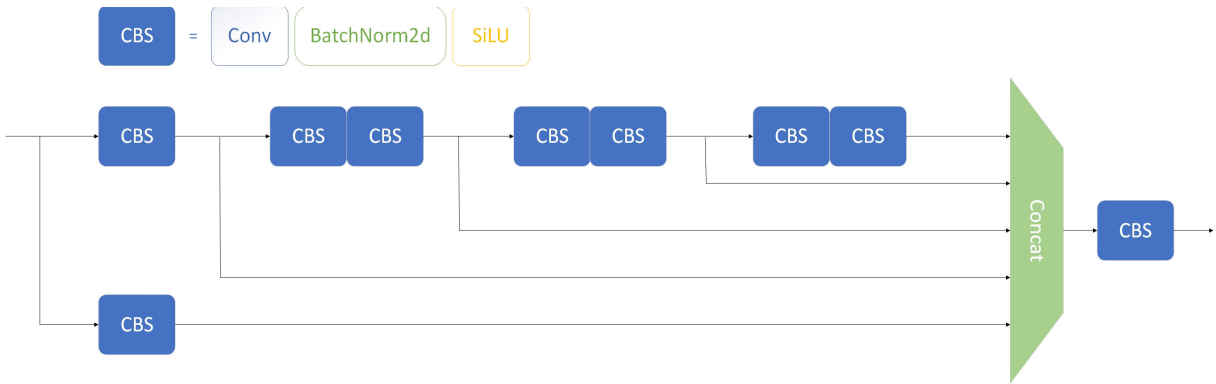 CBS = Conv BatchNorm2d SiLU
CBS CBS CBS CBS CBS CBS CBS
Concat
CBS
CBS